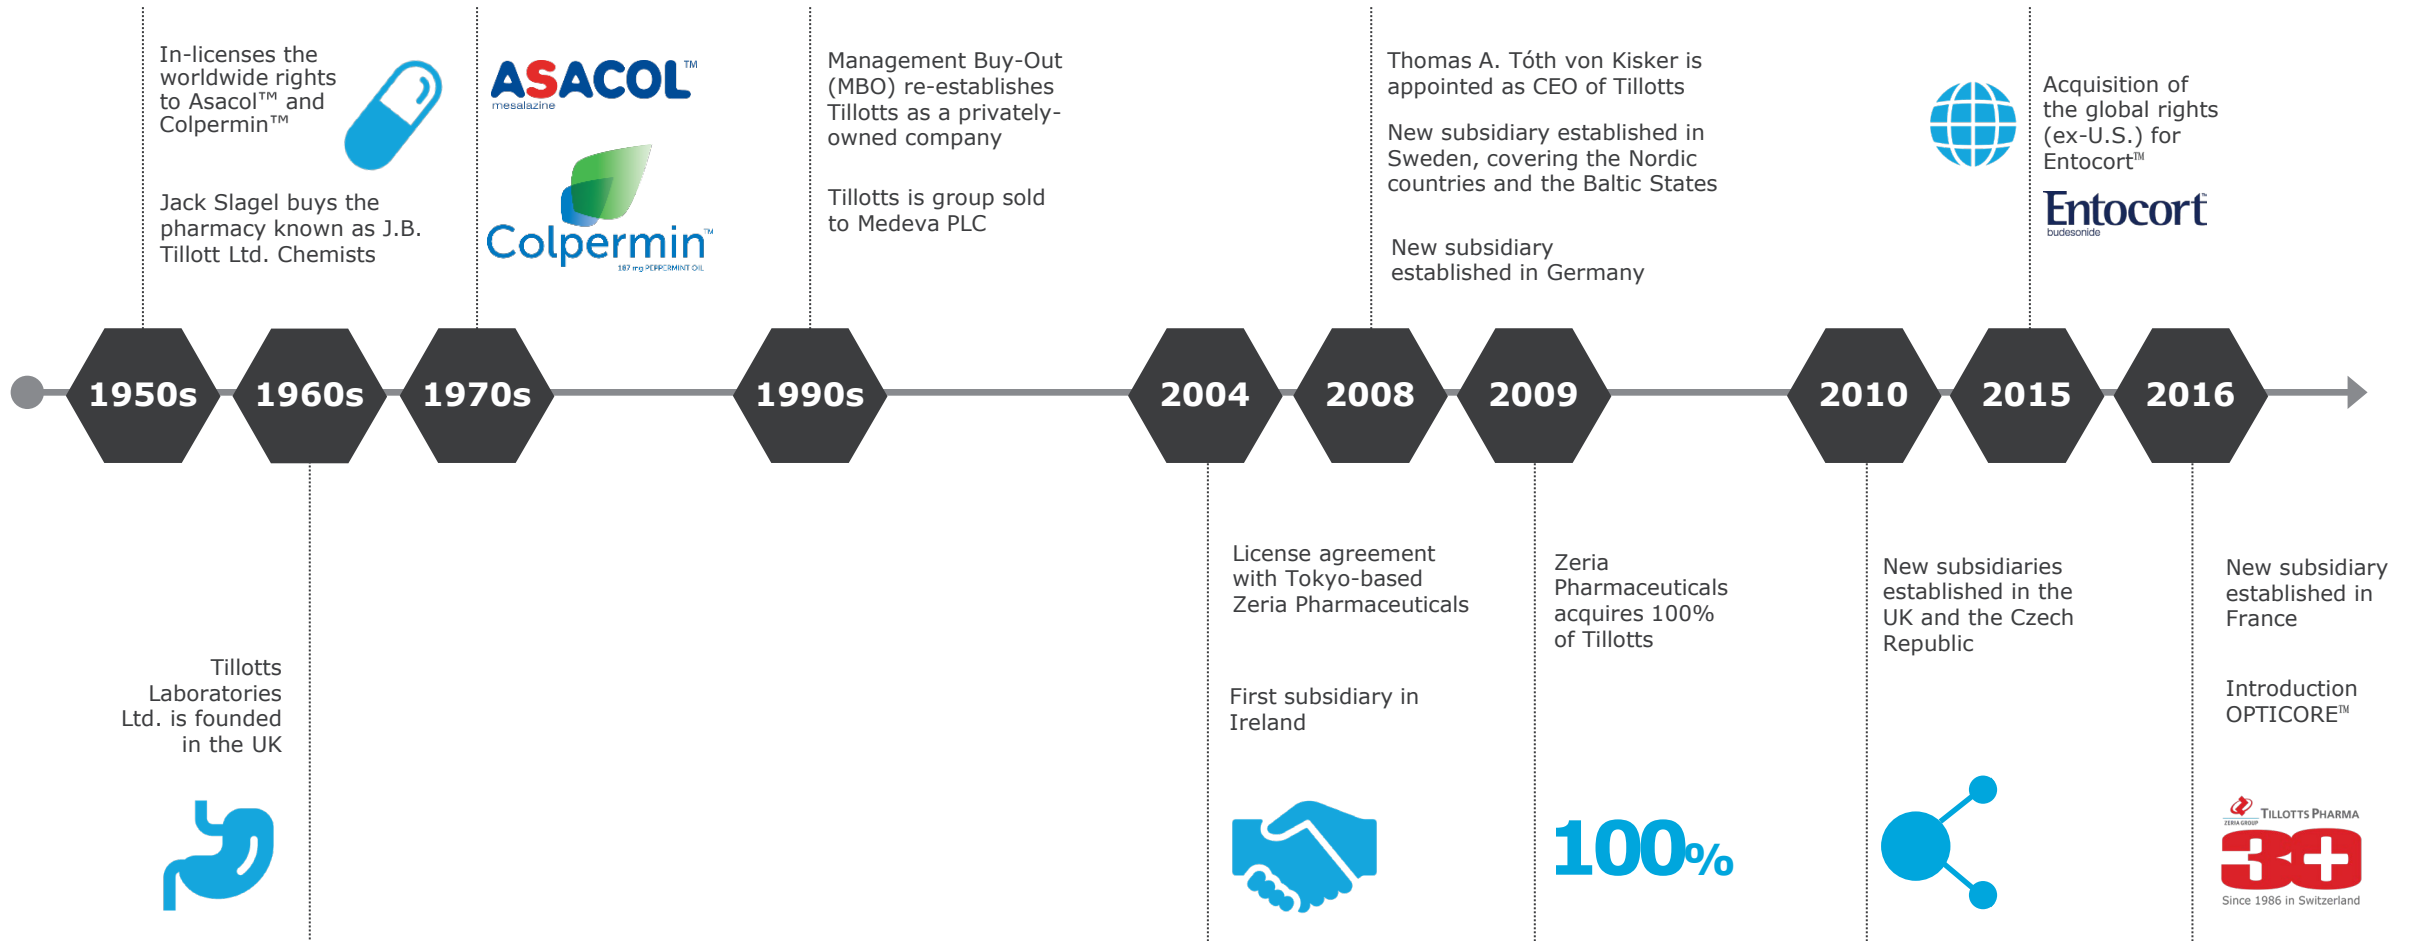 In-licenses the
worldwide rights
to Asacol™ and
Colpermin™
Jack Slagel buys the
pharmacy known as J.B.
Tillott Ltd. Chemists
ASACOL™
mesalazine
Colpermin™
187 mg PEPPERMINT OIL
Management Buy-Out
(MBO) re-establishes
Tillotts as a privately-
owned company
Tillotts is group sold
to Medeva PLC
Thomas A. Tóth von Kisker is
appointed as CEO of Tillotts
New subsidiary established in
Sweden, covering the Nordic
countries and the Baltic States
New subsidiary
established in Germany
Acquisition of
the global rights
(ex-U.S.) for
Entocort™
Entocort™
budesonide
1950s
1960s
1970s
1990s
2004
2008
2009
2010
2015
2016
Tillotts
Laboratories
Ltd. is founded
in the UK
License agreement
with Tokyo-based
Zeria Pharmaceuticals
First subsidiary in
Ireland
Zeria
Pharmaceuticals
acquires 100%
of Tillotts
100%
New subsidiaries
established in the
UK and the Czech
Republic
New subsidiary
established in
France
Introduction
OPTICORE™
ZERIA GROUP
TILLOTTS PHARMA
30
Since 1986 in Switzerland